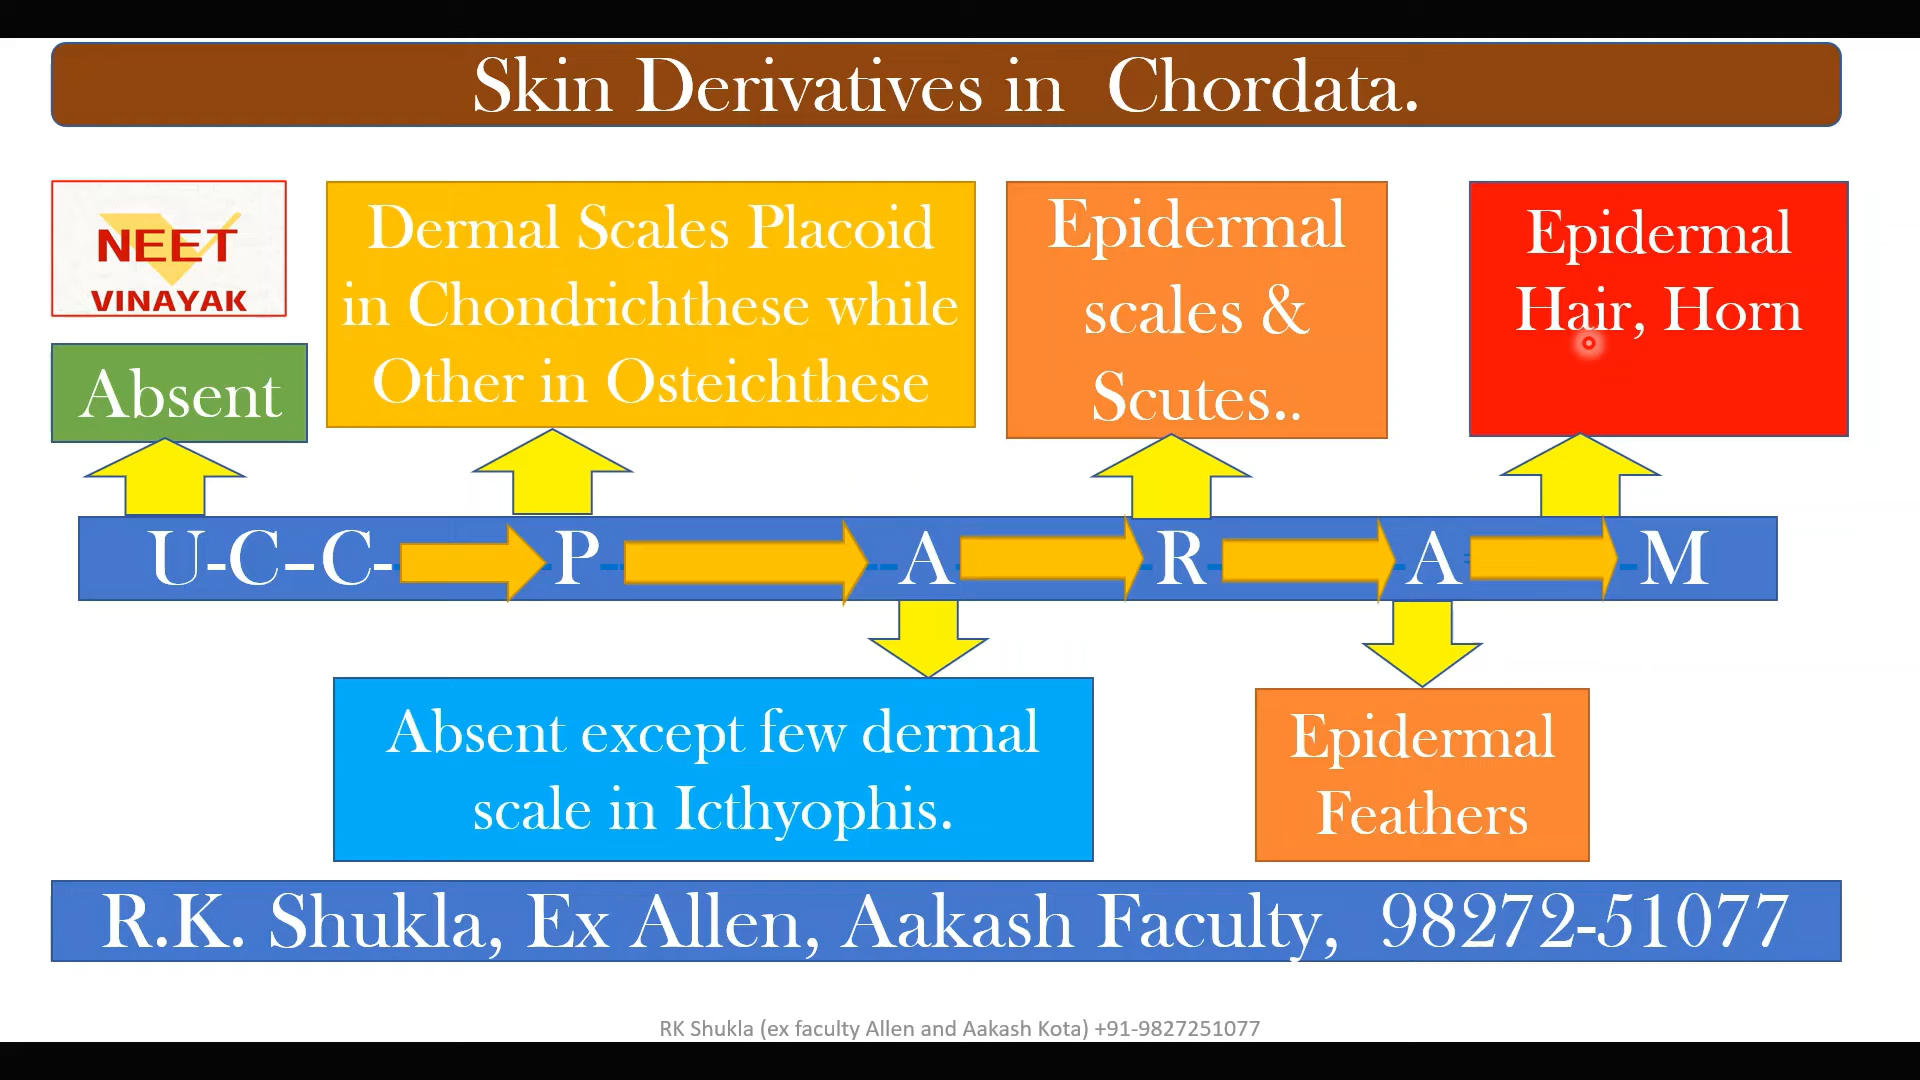 Skin Derivatives in Chordata.
NEET
VINAYAK
Absent
Dermal Scales Placoid
in Chondrichthese while
Other in Osteichthese
Epidermal
scales &
Scutes..
Epidermal
Hair, Horn
U-C–C- P -- A R A M
Absent except few dermal
scale in Icthyophis.
Epidermal
Feathers
R.K. Shukla, Ex Allen, Aakash Faculty, 98272-51077
RK Shukla (ex faculty Allen and Aakash Kota) +91-9827251077